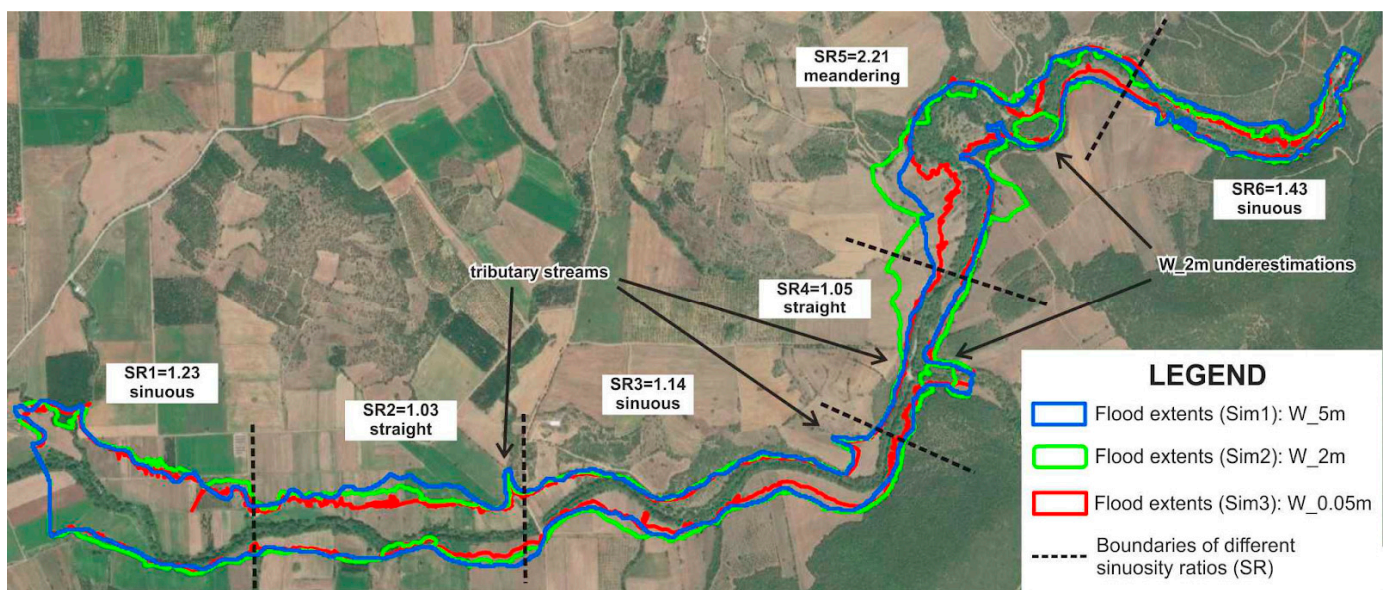 SR5=2.21
meandering
SR6=1.43
sinuous
tributary streams
W_2m underestimations
SR4=1.05
straight
SR1=1.23
sinuous
SR2=1.03
straight
SR3=1.14
sinuous
LEGEND
Flood extents (Sim1): W_5m
Flood extents (Sim2): W_2m
Flood extents (Sim3): W_0.05m
Boundaries of different
sinuosity ratios (SR)